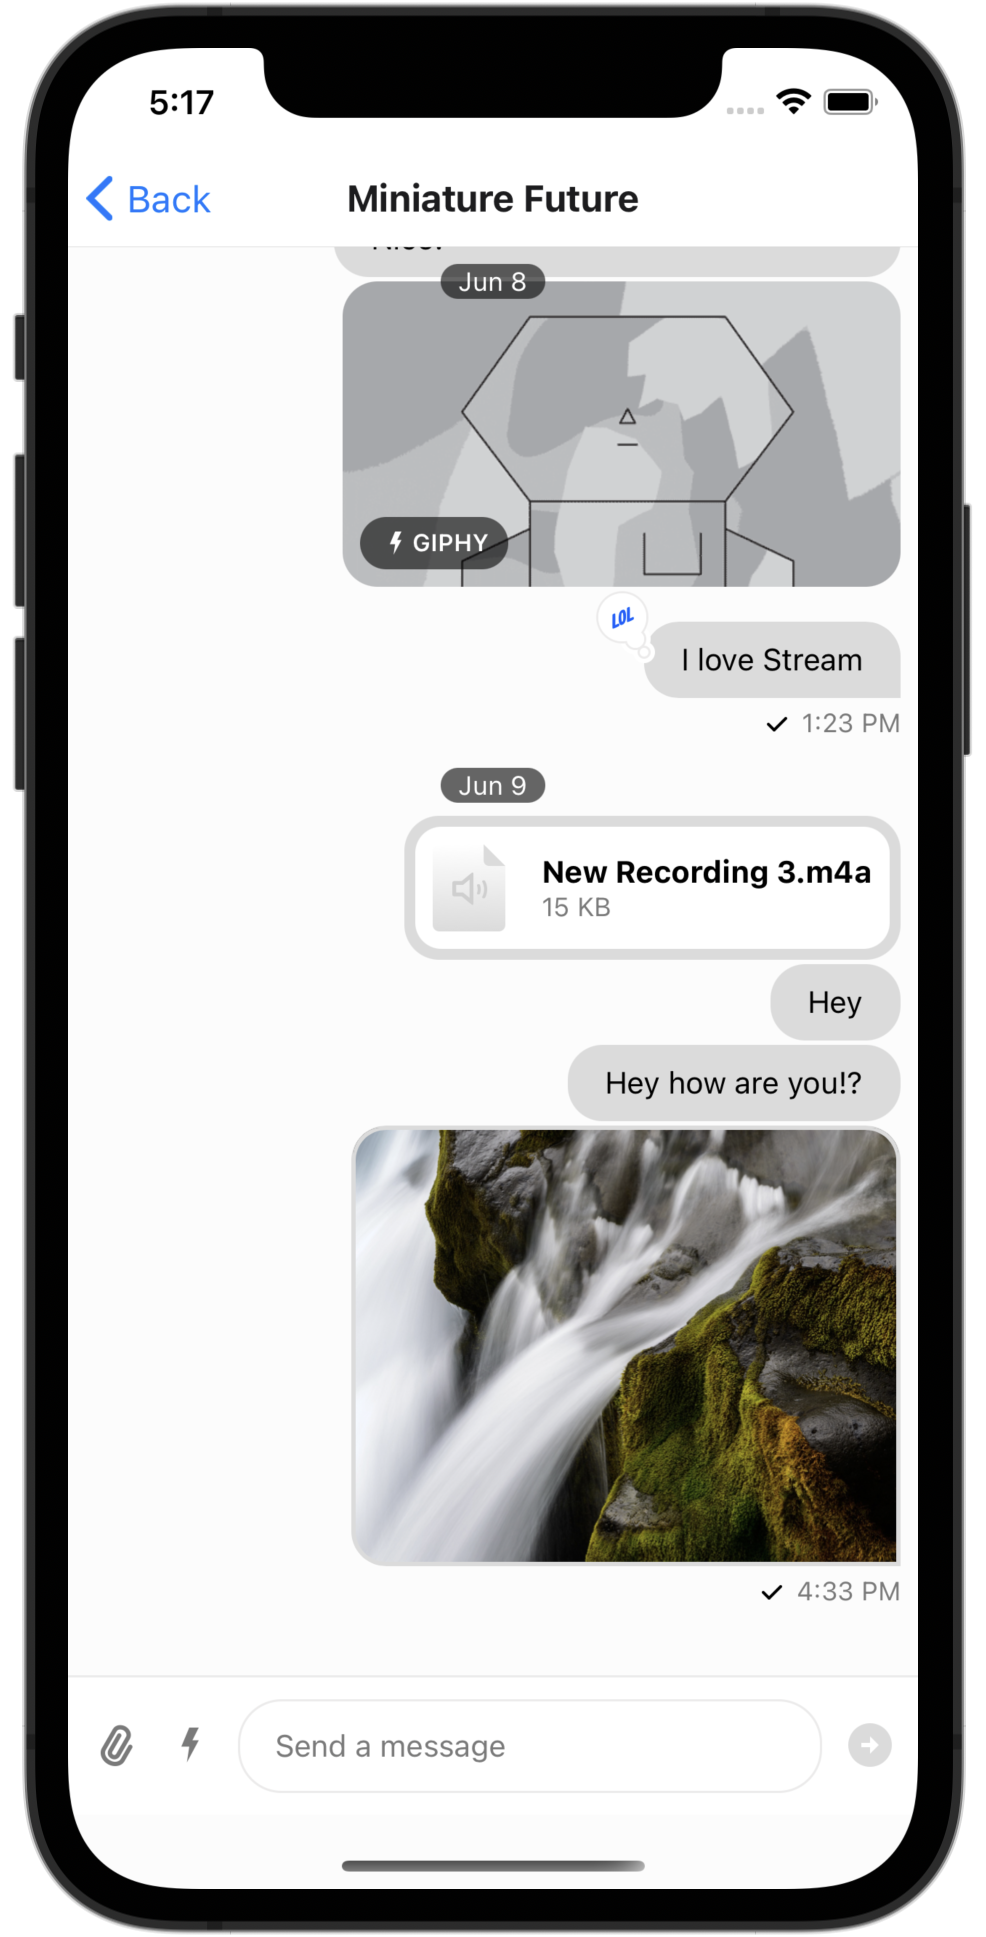 5:17
Back
Miniature Future
Jun 8
GIPHY
LOL
I love Stream
1:23 PM
Jun 9
New Recording 3.m4a
15 KB
Hey
Hey how are you!?
4:33 PM
Send a message